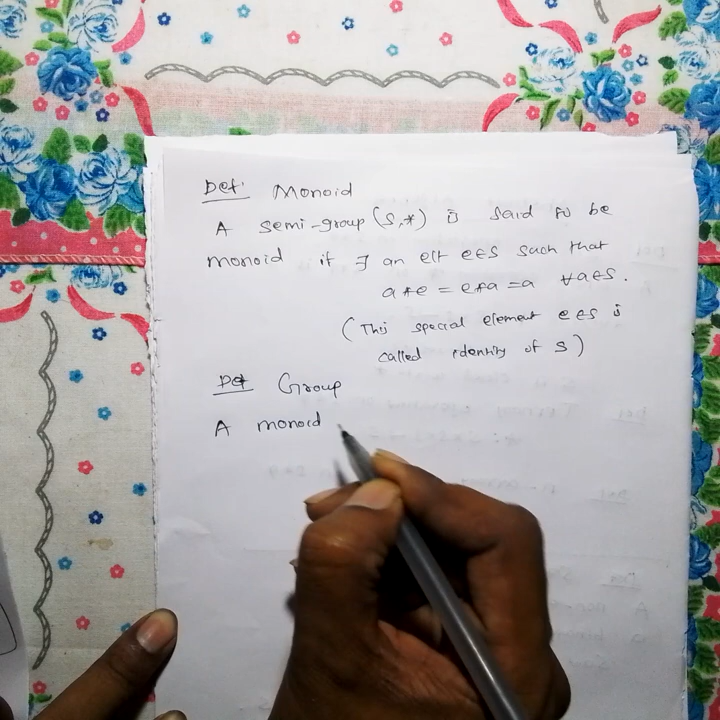 Def. Monoid
A semi-group (S,*) is said to be
monoid if ∃ an elt e∈S such that
a*e = e*a = a ∀a∈S.
(This special element e∈S is
called identity of S)
Def Group
A monoid